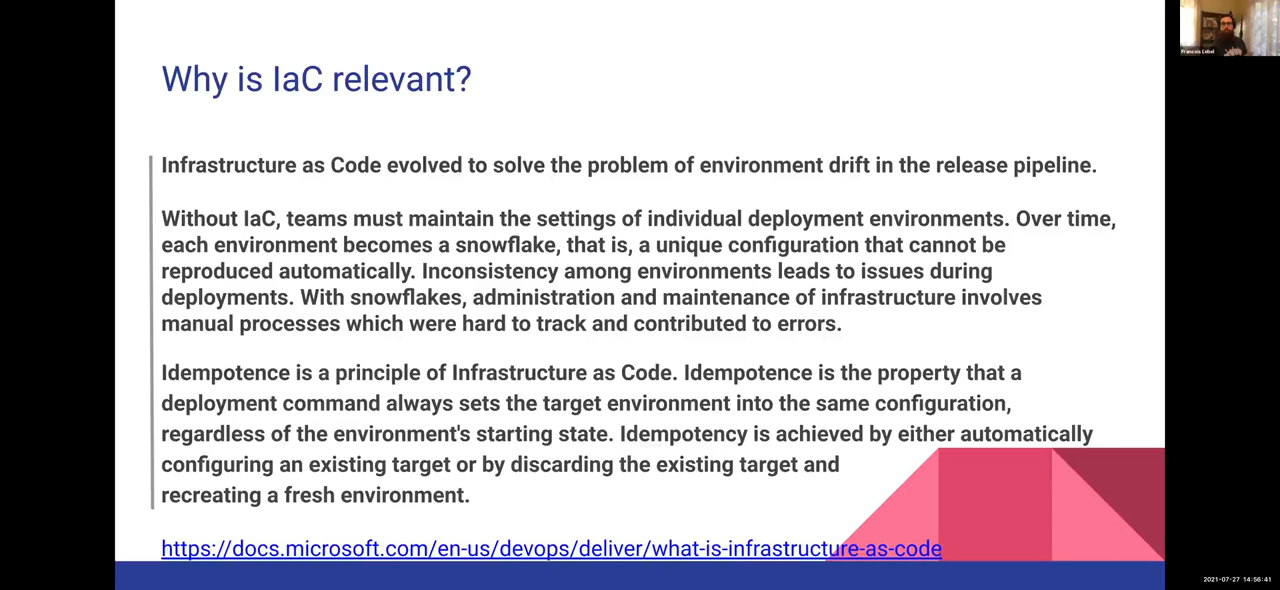 Why is IaC relevant?
Francois Lebel
Infrastructure as Code evolved to solve the problem of environment drift in the release pipeline.
Without IaC, teams must maintain the settings of individual deployment environments. Over time,
each environment becomes a snowflake, that is, a unique configuration that cannot be
reproduced automatically. Inconsistency among environments leads to issues during
deployments. With snowflakes, administration and maintenance of infrastructure involves
manual processes which were hard to track and contributed to errors.
Idempotence is a principle of Infrastructure as Code. Idempotence is the property that a
deployment command always sets the target environment into the same configuration,
regardless of the environment's starting state. Idempotency is achieved by either automatically
configuring an existing target or by discarding the existing target and
recreating a fresh environment.
https://docs.microsoft.com/en-us/devops/deliver/what-is-infrastructure-as-code
2021-07-27 14:56:41